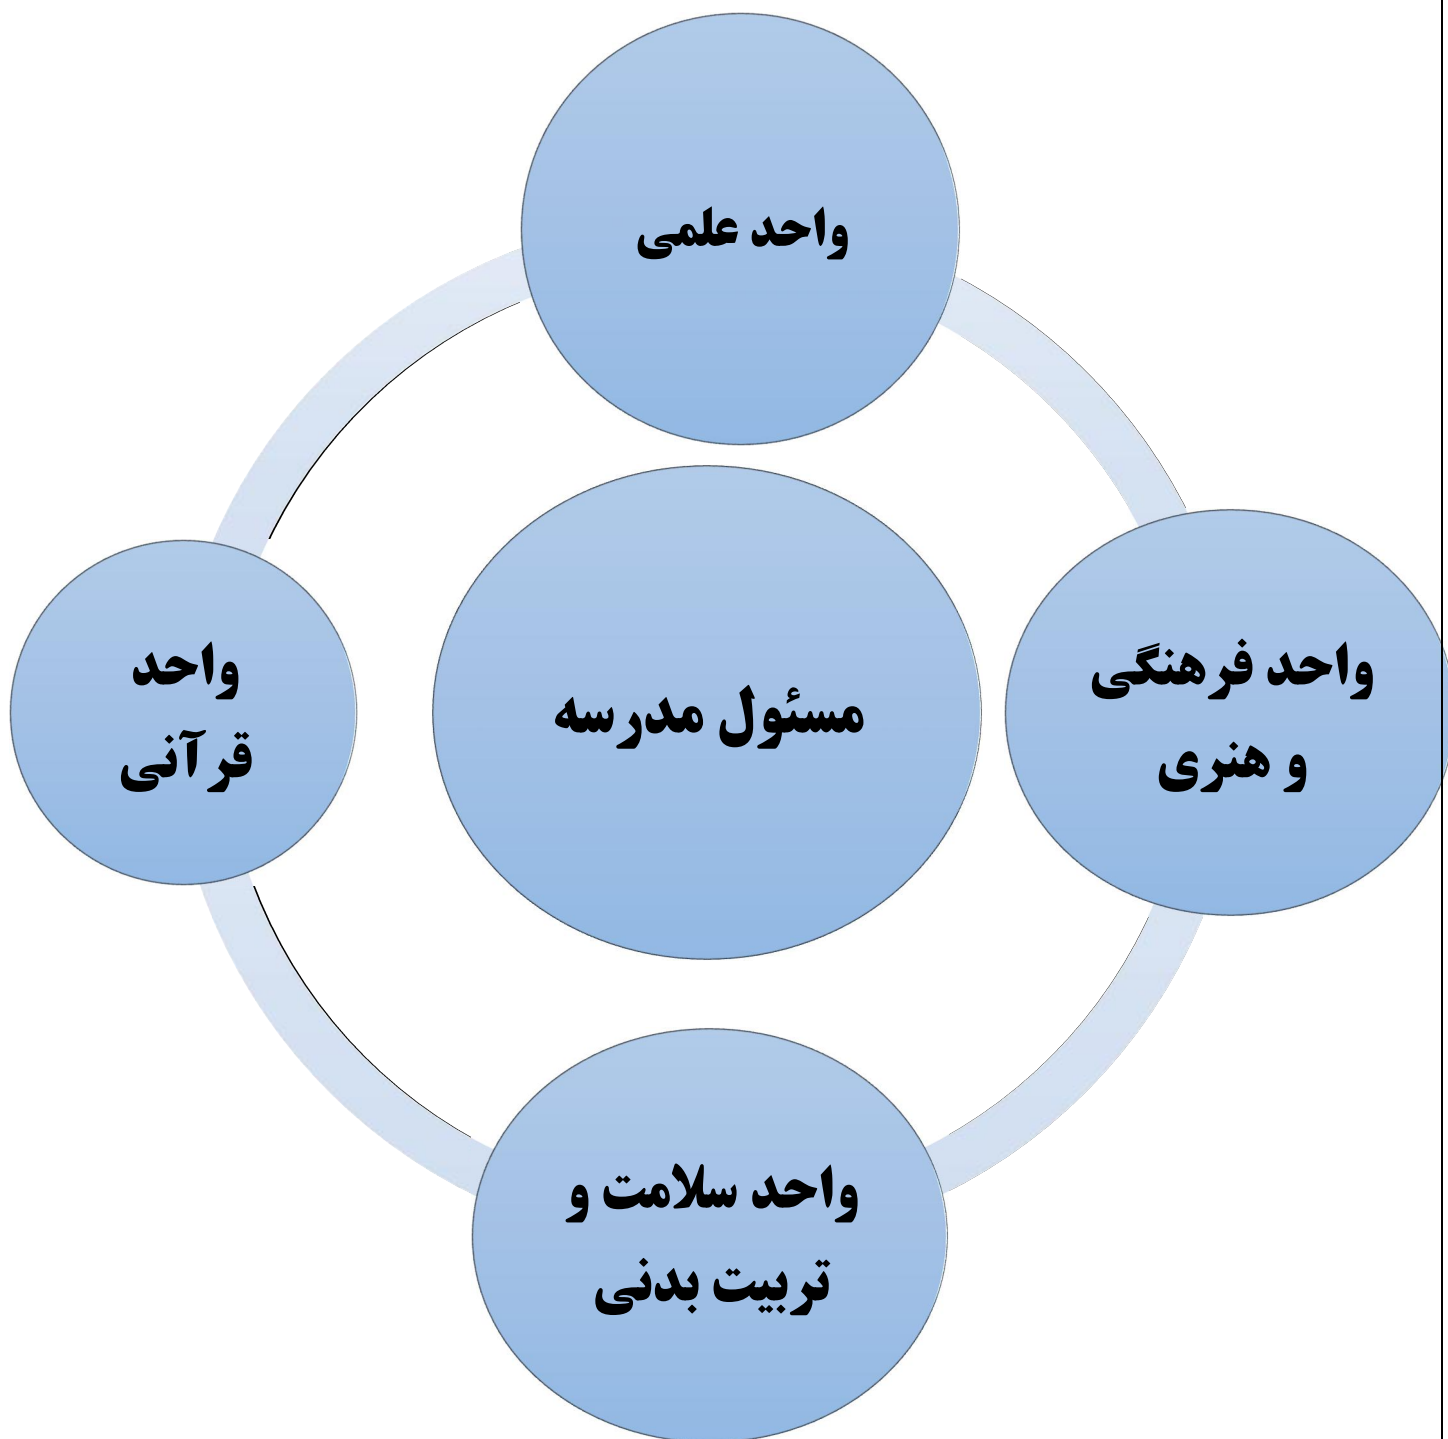 واحد علمی
واحد فرهنگی
و هنری
مسئول مدرسه
واحد
قرآنی
واحد سلامت و
تربیت بدنی